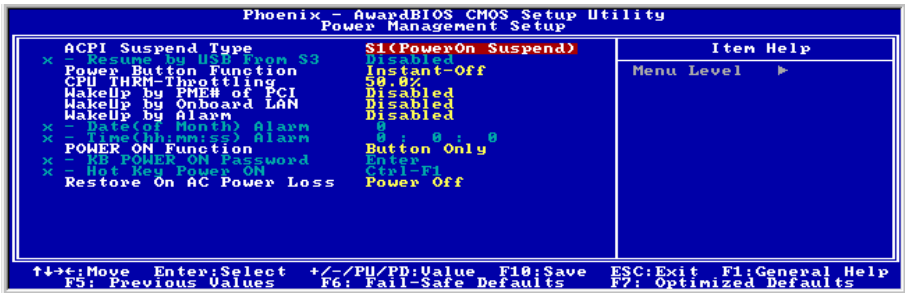 Phoenix - AwardBIOS CMOS Setup Utility
Power Management Setup
ACPI Suspend Type S1(PowerOn Suspend) Item Help
x - Resume by USB From S3 Disabled
Power Button Function Instant-Off Menu Level ►
CPU THRM-Throttling 50.0%
WakeUp by PME# of PCI Disabled
WakeUp by Onboard LAN Disabled
WakeUp by Alarm Disabled
x - Date(of Month) Alarm 0
x - Time(hh:mm:ss) Alarm 0 : 0 : 0
POWER ON Function Button Only
x - KB POWER ON Password Enter
x - Hot Key Power ON Ctrl-F1
Restore On AC Power Loss Power Off
↑↓→←:Move Enter:Select +/-/PU/PD:Value F10:Save ESC:Exit F1:General Help
F5: Previous Values F6: Fail-Safe Defaults F7: Optimized Defaults